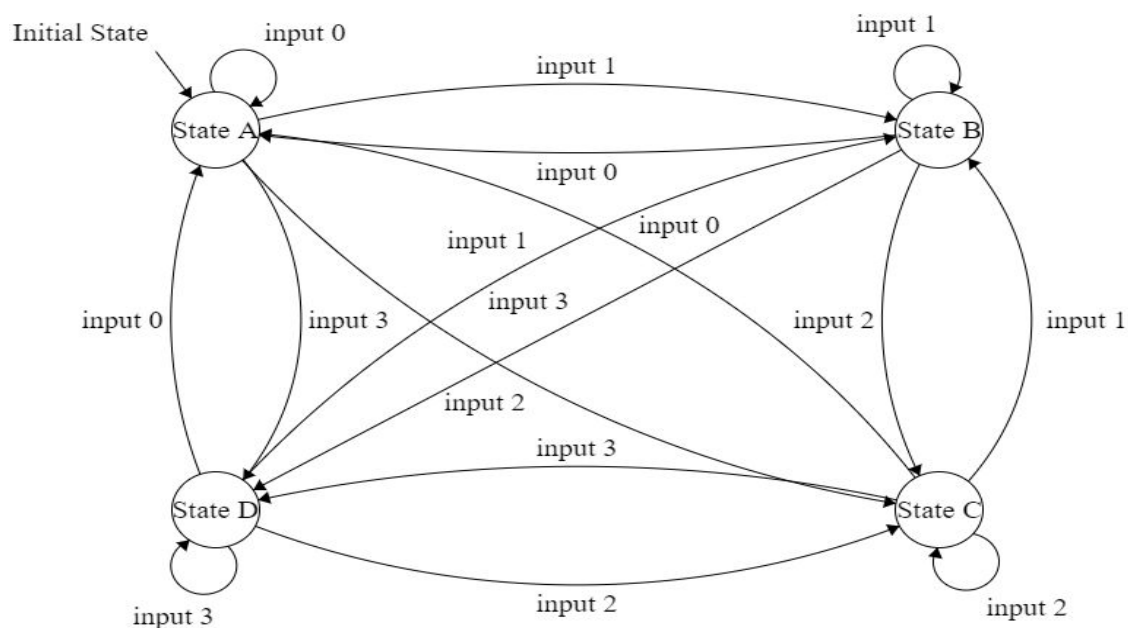 Initial State
input 0
input 1
input 1
State A
State B
input 0
input 1
input 0
input 3
input 0
input 3
input 2
input 1
input 2
input 3
State D
State C
input 3
input 2
input 2